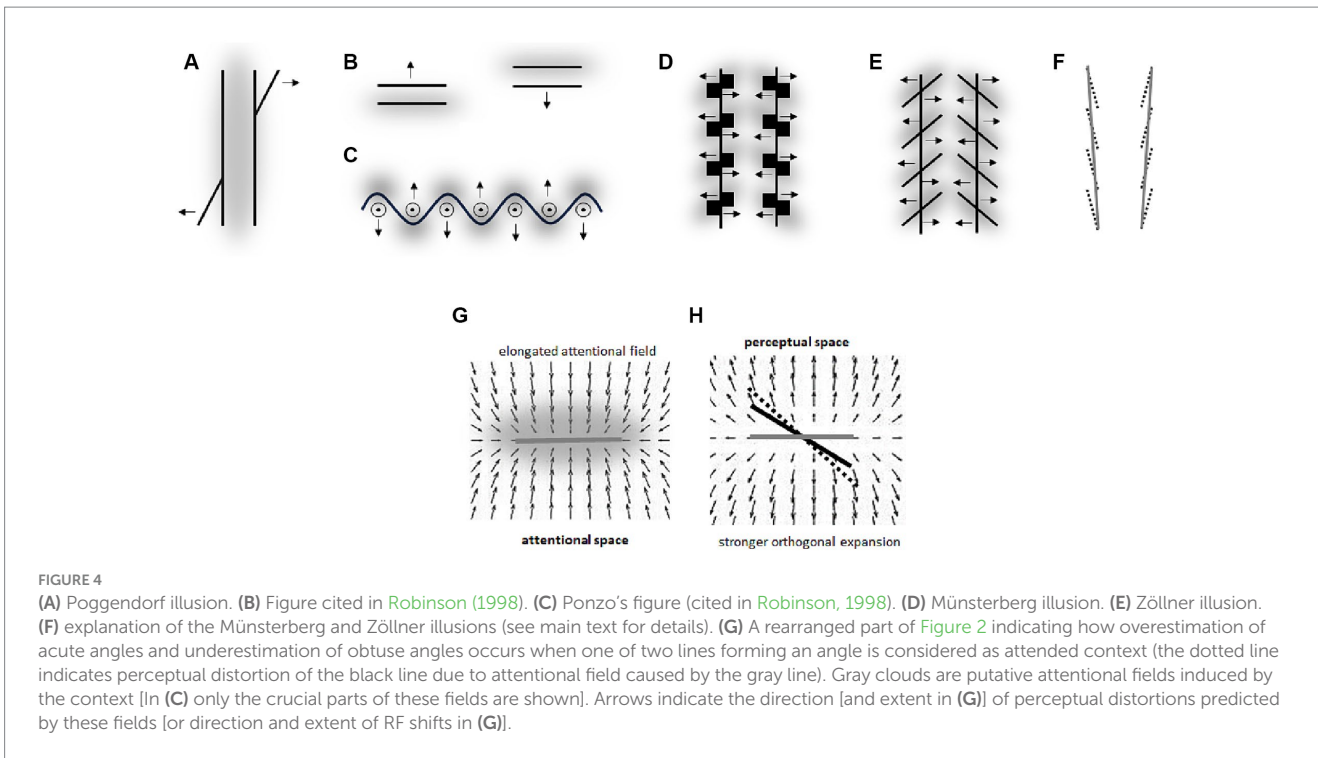 A
B
C
D
E
F
G
elongated attentional field
attentional space
H
perceptual space
stronger orthogonal expansion
FIGURE 4
(A) Poggendorf illusion. (B) Figure cited in Robinson (1998). (C) Ponzo's figure (cited in Robinson, 1998). (D) Münsterberg illusion. (E) Zöllner illusion.
(F) explanation of the Münsterberg and Zöllner illusions (see main text for details). (G) A rearranged part of Figure 2 indicating how overestimation of
acute angles and underestimation of obtuse angles occurs when one of two lines forming an angle is considered as attended context (the dotted line
indicates perceptual distortion of the black line due to attentional field caused by the gray line). Gray clouds are putative attentional fields induced by
the context [In (C) only the crucial parts of these fields are shown]. Arrows indicate the direction [and extent in (G)] of perceptual distortions predicted
by these fields [or direction and extent of RF shifts in (G)].